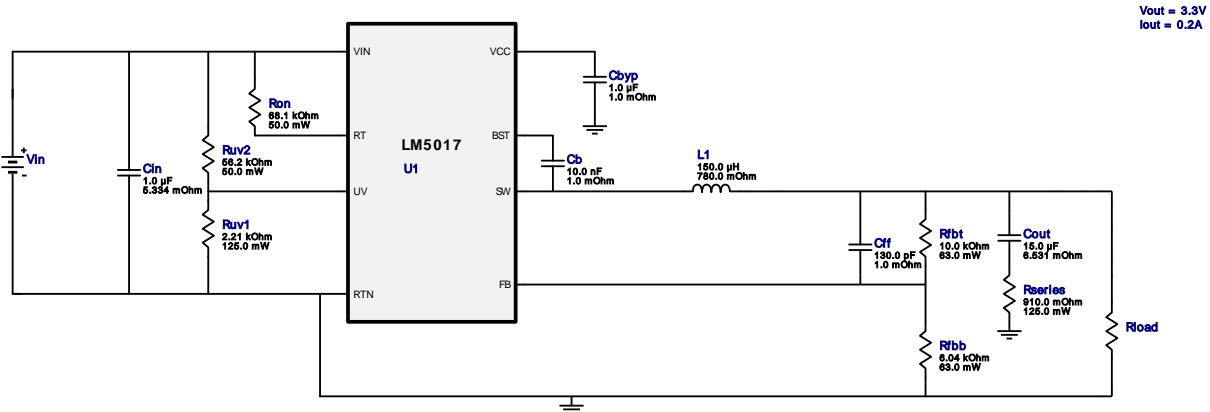 Vout = 3.3V
Iout = 0.2A
VIN
VCC
Cbyp
1.0 µF
1.0 mOhm
Ron
68.1 kOhm
50.0 mW
RT
BST
LM5017
U1
Ruv2
56.2 kOhm
50.0 mW
Cb
10.0 nF
1.0 mOhm
L1
150.0 µH
780.0 mOhm
Vin
+
-
Cin
1.0 µF
5.334 mOhm
UV
SW
Ruv1
2.21 kOhm
125.0 mW
Cff
130.0 pF
1.0 mOhm
Rfbt
10.0 kOhm
63.0 mW
Cout
15.0 µF
6.531 mOhm
RTN
FB
Rseries
910.0 mOhm
125.0 mW
Rload
Rfbb
6.04 kOhm
63.0 mW